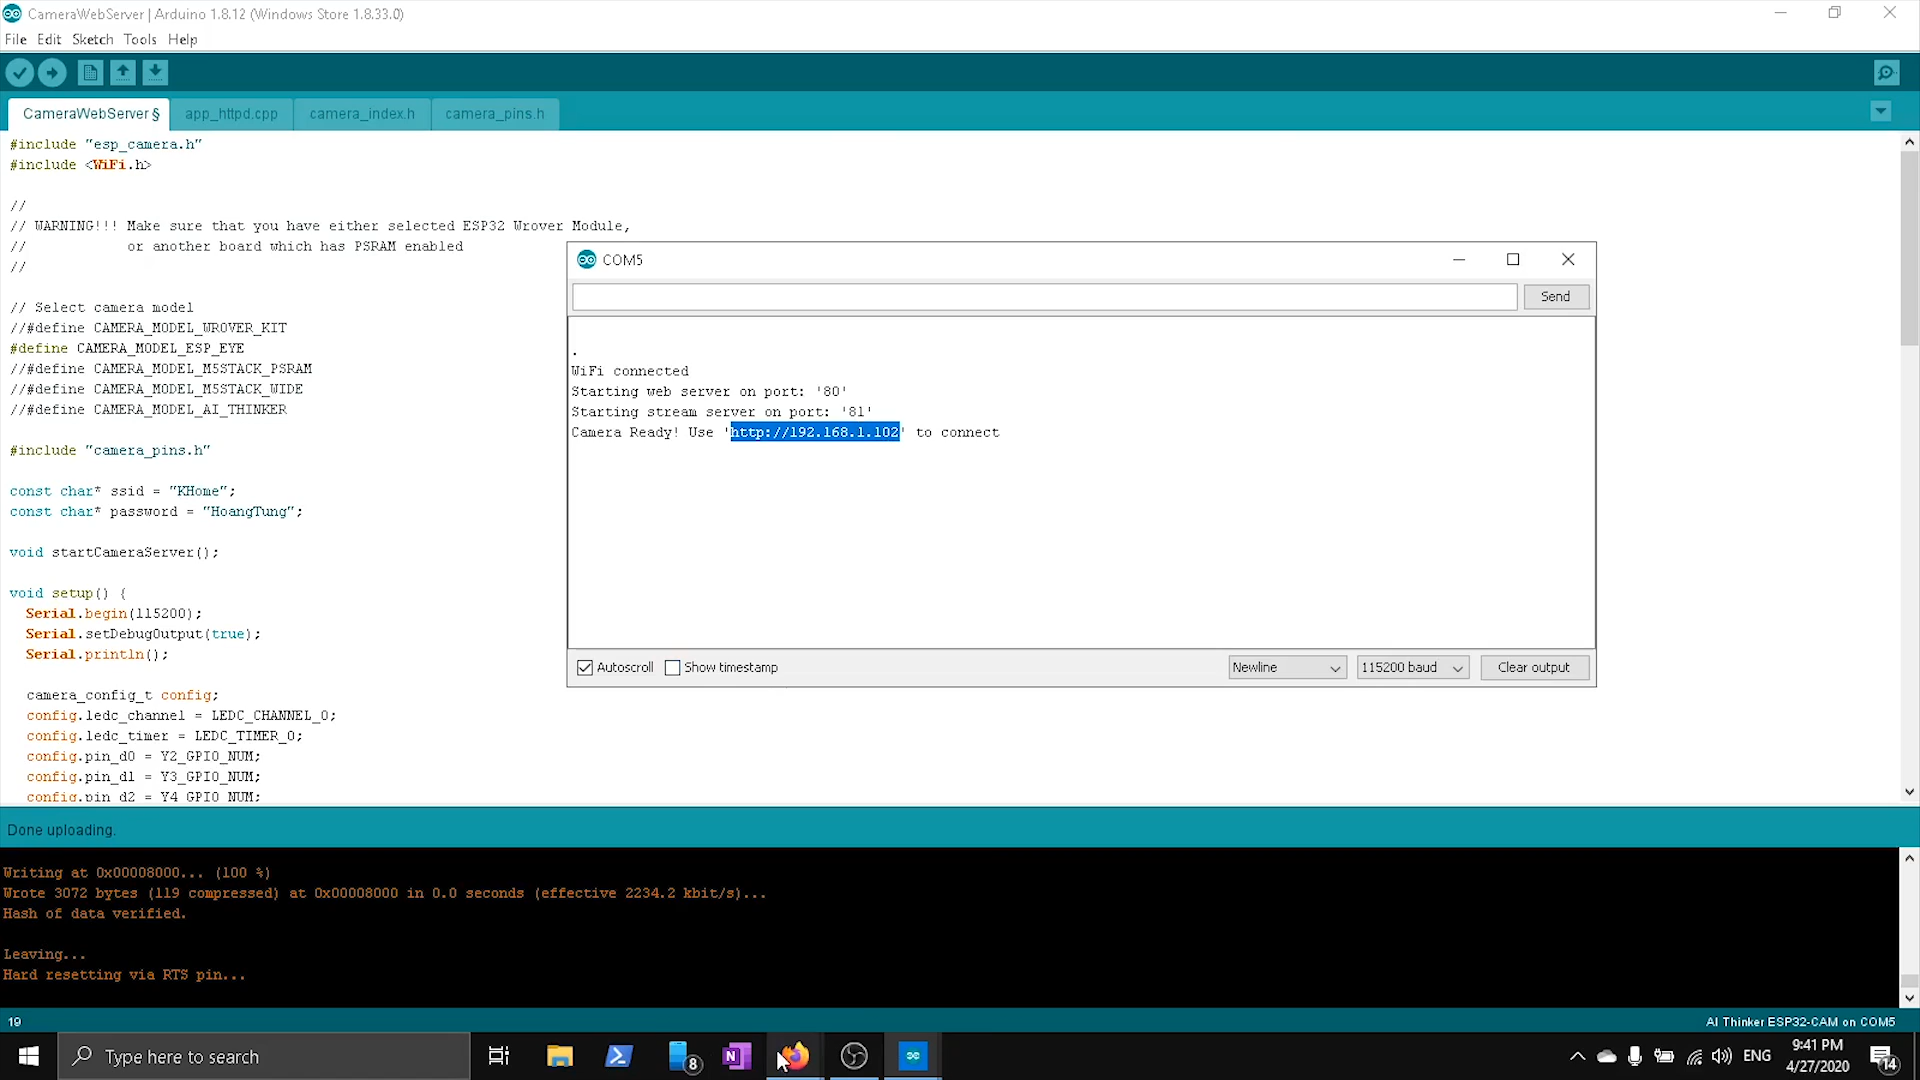 CameraWebServer | Arduino 1.8.12 (Windows Store 1.8.33.0)
File Edit Sketch Tools Help
CameraWebServer § app_httpd.cpp camera_index.h camera_pins.h
#include "esp_camera.h"
#include <WiFi.h>
//
// WARNING!!! Make sure that you have either selected ESP32 Wrover Module,
// or another board which has PSRAM enabled
//
// Select camera model
//#define CAMERA_MODEL_WROVER_KIT
#define CAMERA_MODEL_ESP_EYE
//#define CAMERA_MODEL_M5STACK_PSRAM
//#define CAMERA_MODEL_M5STACK_WIDE
//#define CAMERA_MODEL_AI_THINKER
#include "camera_pins.h"
const char* ssid = "KHome";
const char* password = "HoangTung";
void startCameraServer();
void setup() {
Serial.begin(115200);
Serial.setDebugOutput(true);
Serial.println();
camera_config_t config;
config.ledc_channel = LEDC_CHANNEL_0;
config.ledc_timer = LEDC_TIMER_0;
config.pin_d0 = Y2_GPIO_NUM;
config.pin_d1 = Y3_GPIO_NUM;
config.pin_d2 = Y4_GPIO_NUM;
COM5
Send
.
WiFi connected
Starting web server on port: '80'
Starting stream server on port: '81'
Camera Ready! Use 'http://192.168.1.102' to connect
Autoscroll Show timestamp Newline 115200 baud Clear output
Done uploading.
Writing at 0x00008000... (100 %)
Wrote 3072 bytes (119 compressed) at 0x00008000 in 0.0 seconds (effective 2234.2 kbit/s)...
Hash of data verified.
Leaving...
Hard resetting via RTS pin...
19 AI Thinker ESP32-CAM on COM5
Type here to search 8 N ENG 9:41 PM 14
4/27/2020